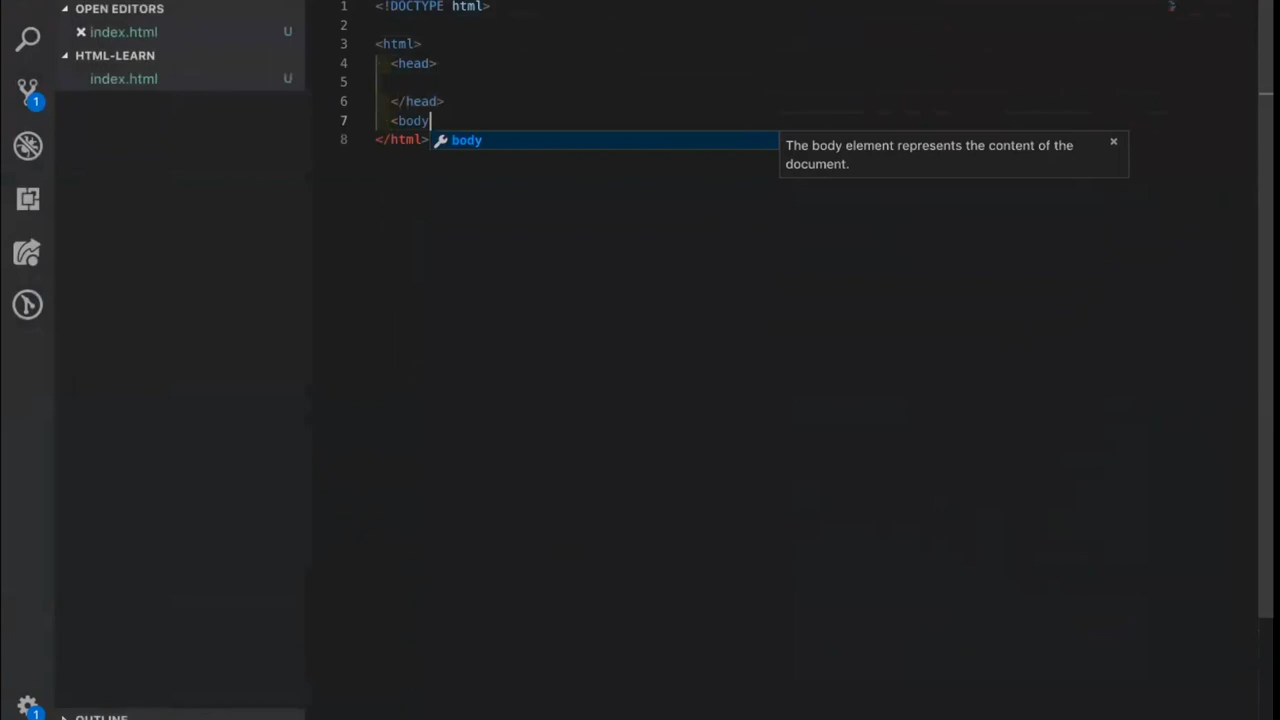 OPEN EDITORS
index.html U
HTML-LEARN
index.html U
OUTLINE
1
1
1 <!DOCTYPE html>
2
3 <html>
4 <head>
5
6 </head>
7 <body
8 </html>
body
The body element represents the content of the
document.